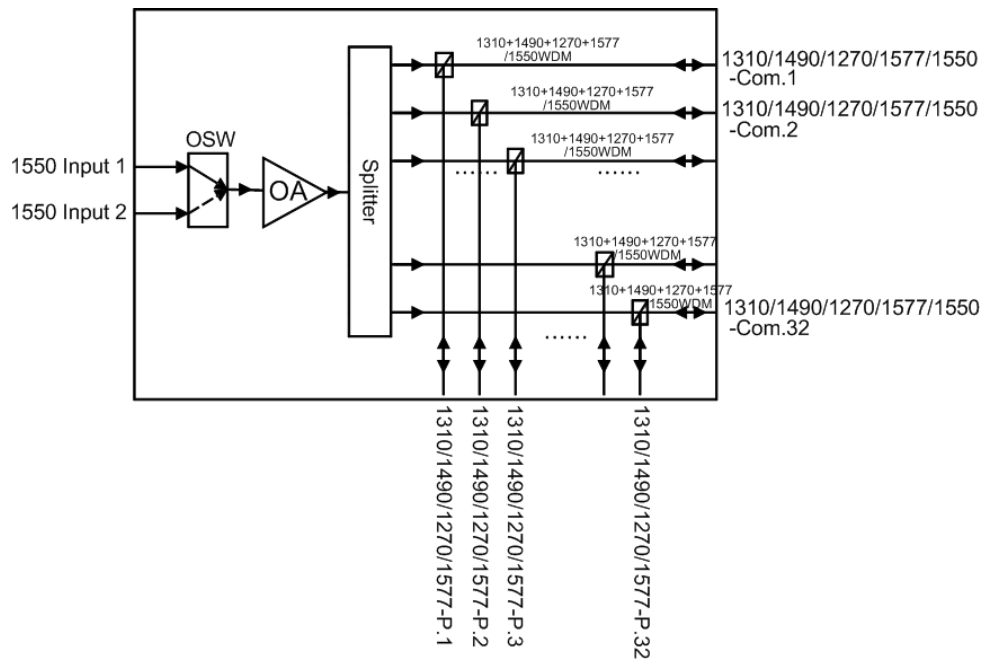 1310+1490+1270+1577
/1550WDM
1310/1490/1270/1577/1550
-Com.1
1310+1490+1270+1577
/1550WDM
1310/1490/1270/1577/1550
-Com.2
OSW
1310+1490+1270+1577
/1550WDM
1550 Input 1
......
......
OA
Splitter
1550 Input 2
1310+1490+1270+1577
/1550WDM
1310+1490+1270+1577
/1550WDM
1310/1490/1270/1577/1550
-Com.32
......
1310/1490/1270/1577-P.1
1310/1490/1270/1577-P.2
1310/1490/1270/1577-P.3
1310/1490/1270/1577-P.32